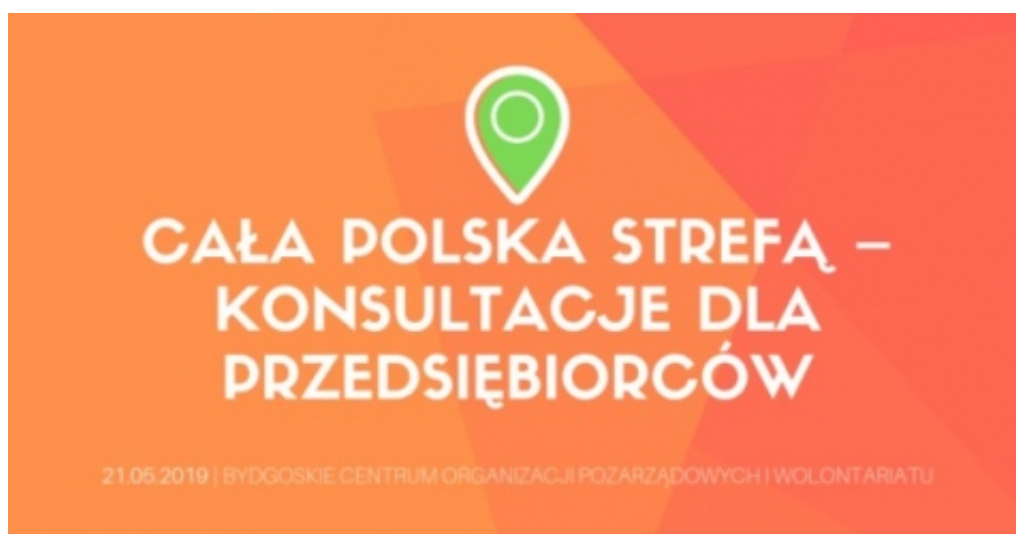 CAŁA POLSKA STREFĄ –
KONSULTACJE DLA
PRZEDSIĘBIORCÓW
21.05.2019 | BYDGOSKIE CENTRUM ORGANIZACJI POZARZĄDOWYCH I WOLONTARIATU